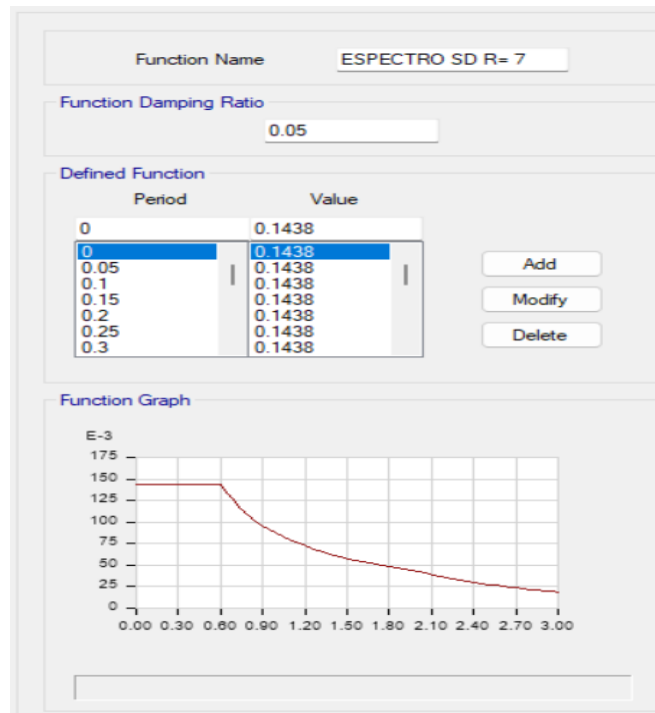 Function Name ESPECTRO SD R= 7
Function Damping Ratio
0.05
Defined Function
Period Value
0 0.1438
0 0.1438
0.05 0.1438
0.1 0.1438
0.15 0.1438
0.2 0.1438
0.25 0.1438
0.3 0.1438
Add
Modify
Delete
Function Graph
E-3
175
150
125
100
75
50
25
0
0.00 0.30 0.60 0.90 1.20 1.50 1.80 2.10 2.40 2.70 3.00